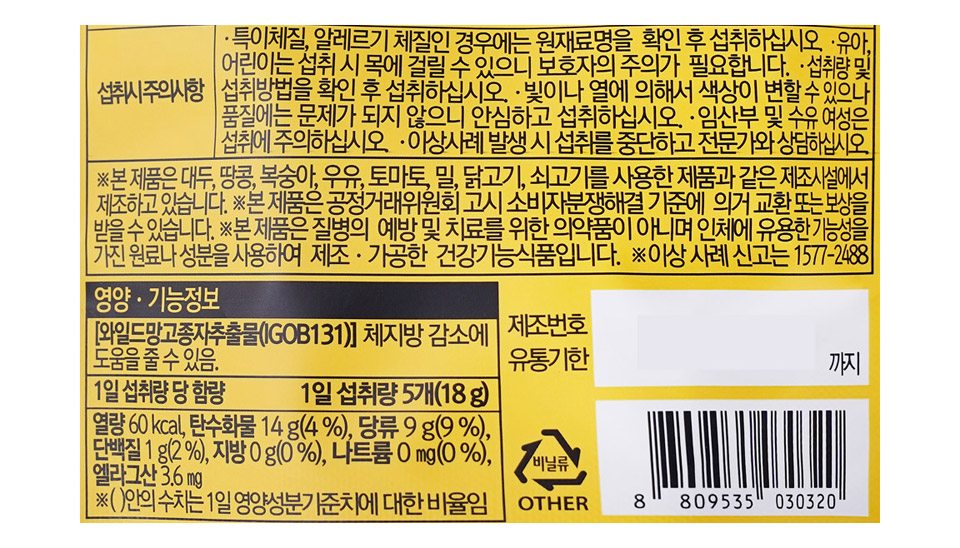 섭취시 주의사항
·특이체질, 알레르기 체질인 경우에는 원재료명을 확인 후 섭취하십시오. ·유아,
어린이는 섭취 시 목에 걸릴 수 있으니 보호자의 주의가 필요합니다. ·섭취량 및
섭취방법을 확인 후 섭취하십시오. ·빛이나 열에 의해서 색상이 변할 수 있으나
품질에는 문제가 되지 않으니 안심하고 섭취하십시오. ·임산부 및 수유 여성은
섭취에 주의하십시오. ·이상사례 발생 시 섭취를 중단하고 전문가와 상담하십시오.
※본 제품은 대두, 땅콩, 복숭아, 우유, 토마토, 밀, 닭고기, 쇠고기를 사용한 제품과 같은 제조시설에서
제조하고 있습니다. ※본 제품은 공정거래위원회 고시 소비자분쟁해결 기준에 의거 교환 또는 보상을
받을 수 있습니다. ※본 제품은 질병의 예방 및 치료를 위한 의약품이 아니며 인체에 유용한 기능성을
가진 원료나 성분을 사용하여 제조·가공한 건강기능식품입니다. ※이상 사례 신고는 1577-2488
영양·기능정보
[와일드망고종자추출물(IGOB131)] 체지방 감소에
도움을 줄 수 있음.
1일 섭취량 당 함량 1일 섭취량 5개(18 g)
열량 60 kcal, 탄수화물 14 g(4 %), 당류 9 g(9 %),
단백질 1 g(2 %), 지방 0 g(0 %), 나트륨 0 mg(0 %),
엘라그산 3.6 mg
※( )안의 수치는 1일 영양성분기준치에 대한 비율임
제조번호
유통기한
까지
비닐류
OTHER
8 809535 030320